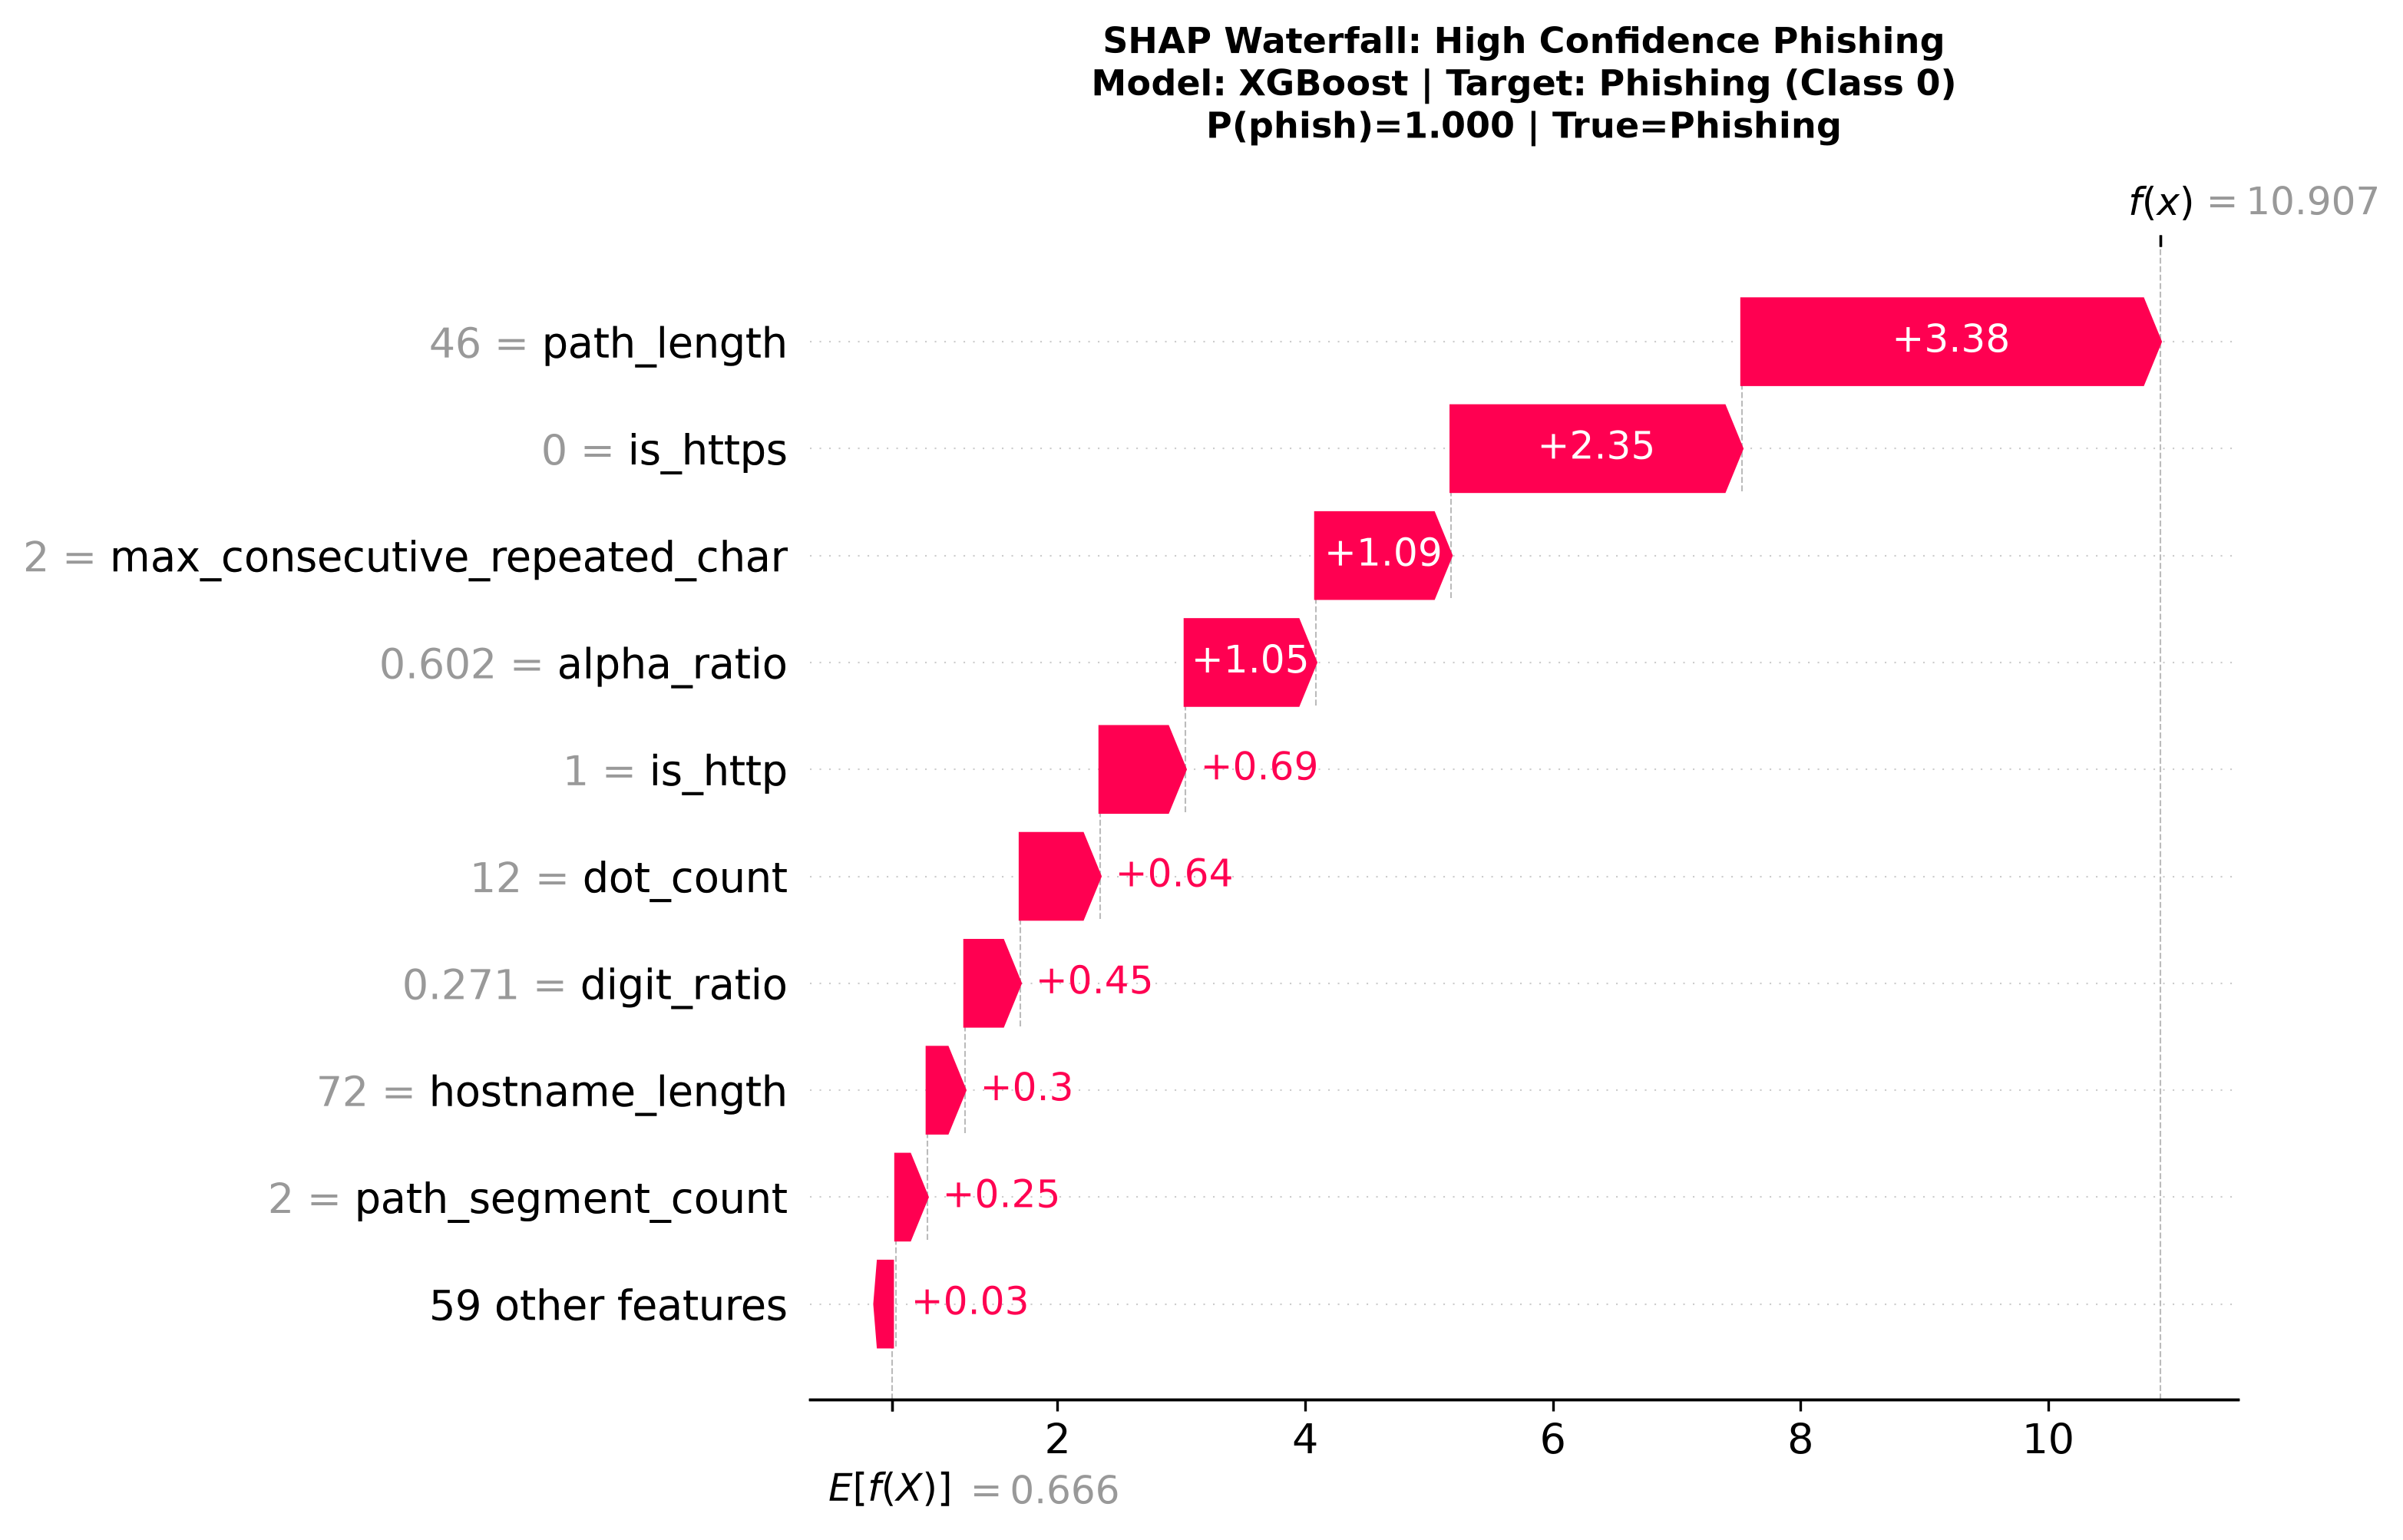 SHAP Waterfall: High Confidence Phishing
Model: XGBoost | Target: Phishing (Class 0)
P(phish)=1.000 | True=Phishing
f(x) = 10.907
46 = path_length
+3.38
0 = is_https
+2.35
2 = max_consecutive_repeated_char
+1.09
0.602 = alpha_ratio
+1.05
1 = is_http
+0.69
12 = dot_count
+0.64
0.271 = digit_ratio
+0.45
72 = hostname_length
+0.3
2 = path_segment_count
+0.25
59 other features
+0.03
2 4 6 8 10
E[f(X)] = 0.666